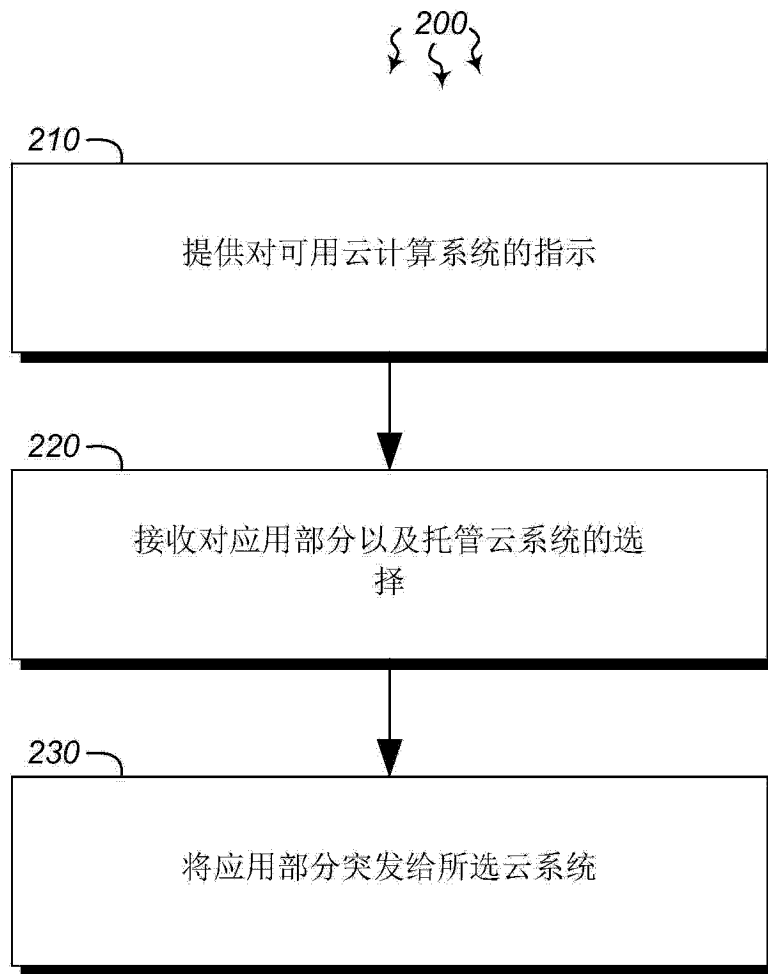 200
210
提供对可用云计算系统的指示
220
接收对应用部分以及托管云系统的选
择
230
将应用部分突发给所选云系统